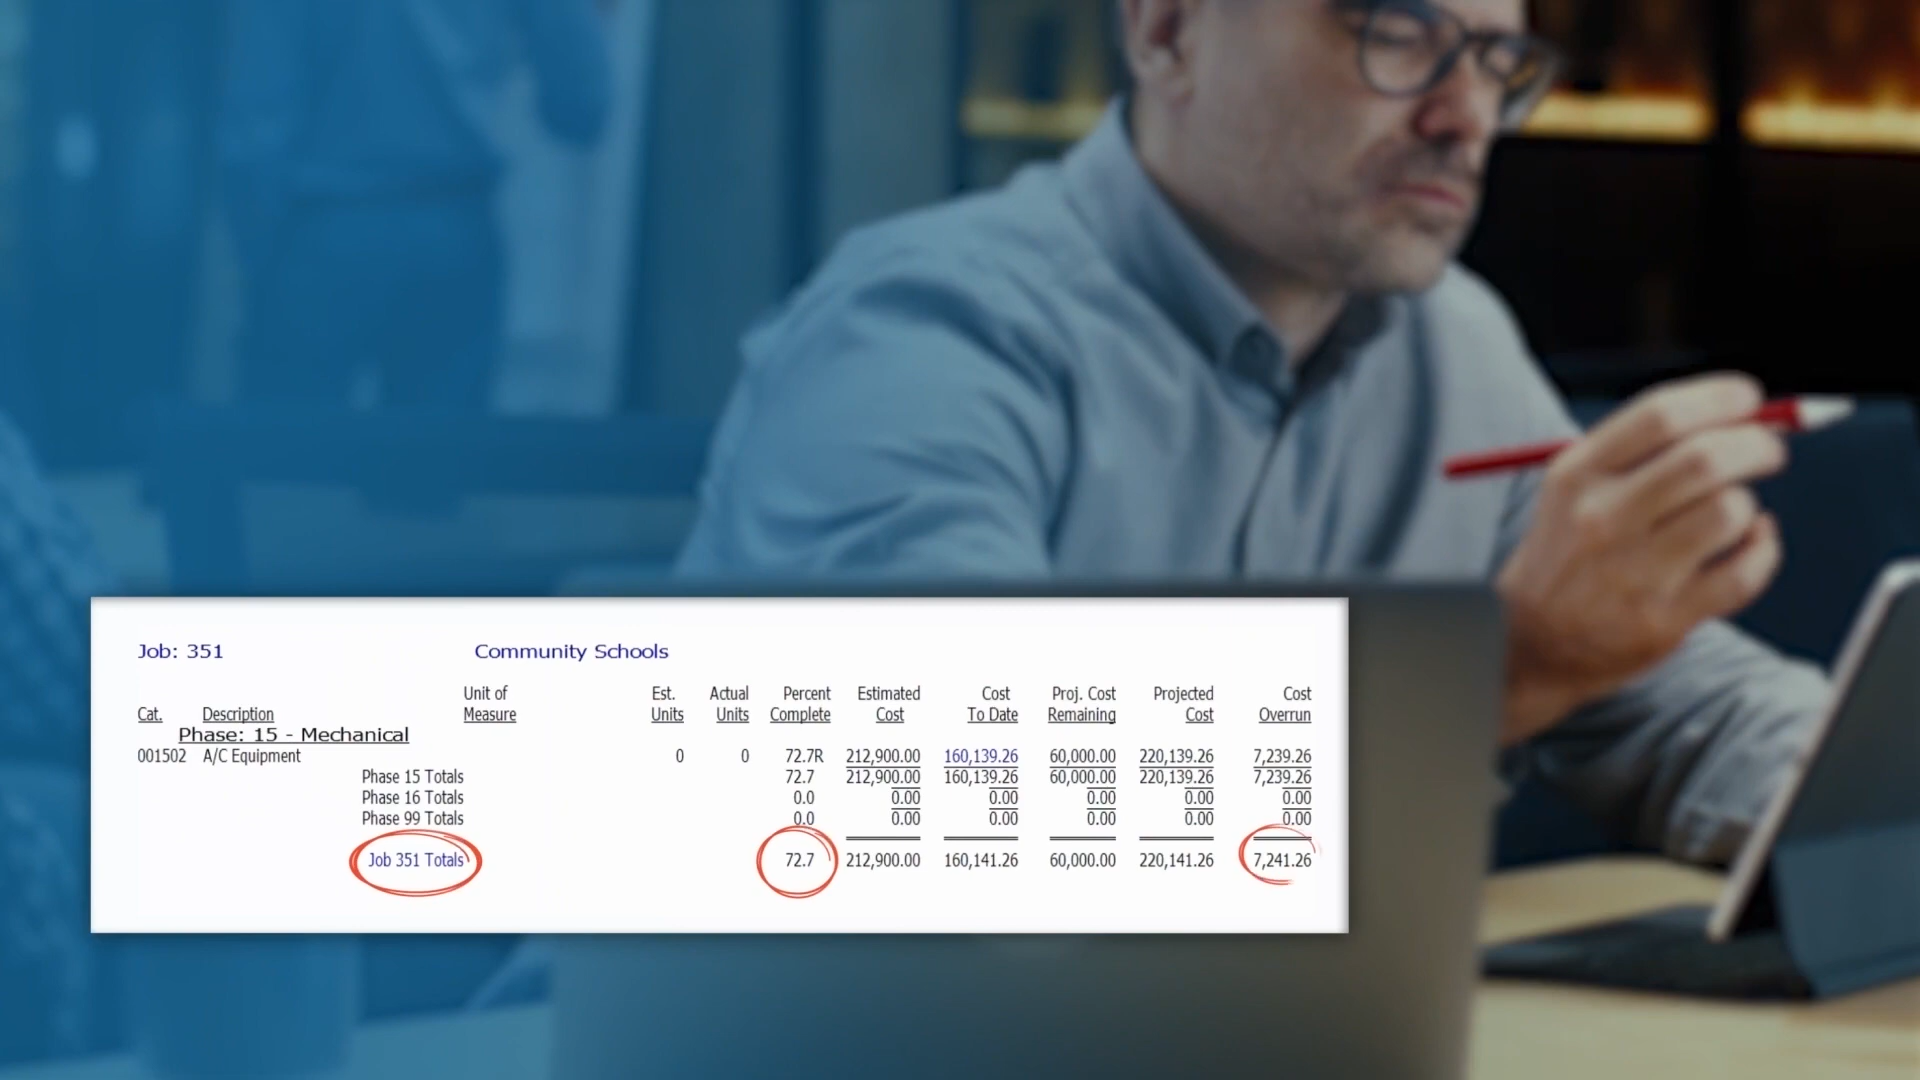 Job: 351 Community Schools
Unit of Est. Actual Percent Estimated Cost Proj. Cost Projected Cost
Cat. Description Measure Units Units Complete Cost To Date Remaining Cost Overrun
Phase: 15 - Mechanical
001502 A/C Equipment 0 0 72.7R 212,900.00 160,139.26 60,000.00 220,139.26 7,239.26
Phase 15 Totals 72.7 212,900.00 160,139.26 60,000.00 220,139.26 7,239.26
Phase 16 Totals 0.0 0.00 0.00 0.00 0.00 0.00
Phase 99 Totals 0.0 0.00 0.00 0.00 0.00 0.00
Job 351 Totals 72.7 212,900.00 160,141.26 60,000.00 220,141.26 7,241.26